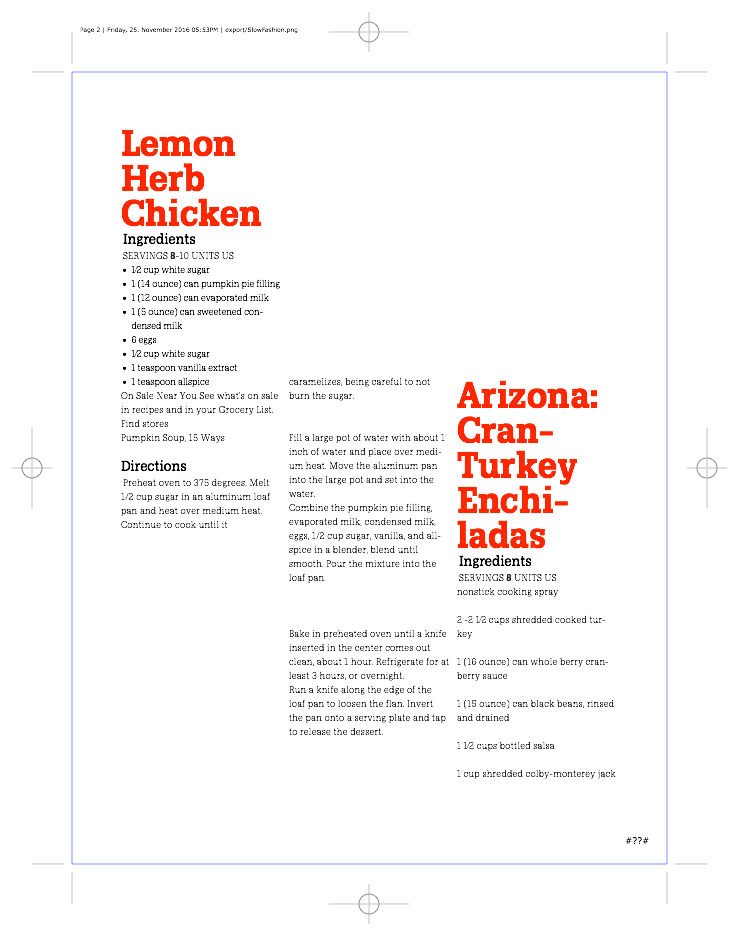 Page 2 | Friday, 25. November 2016 05:53PM | export/SlowFashion.png
Lemon
Herb
Chicken
Ingredients
SERVINGS 8-10 UNITS US
• 1⁄2 cup white sugar
• 1 (14 ounce) can pumpkin pie filling
• 1 (12 ounce) can evaporated milk
• 1 (5 ounce) can sweetened con-
densed milk
• 6 eggs
• 1⁄2 cup white sugar
• 1 teaspoon vanilla extract
• 1 teaspoon allspice
On Sale Near You See what's on sale
in recipes and in your Grocery List.
Find stores
Pumpkin Soup, 15 Ways
Directions
Preheat oven to 375 degrees. Melt
1/2 cup sugar in an aluminum loaf
pan and heat over medium heat.
Continue to cook until it
caramelizes, being careful to not
burn the sugar.
Fill a large pot of water with about 1
inch of water and place over medi-
um heat. Move the aluminum pan
into the large pot and set into the
water.
Combine the pumpkin pie filling,
evaporated milk, condensed milk,
eggs, 1/2 cup sugar, vanilla, and all-
spice in a blender, blend until
smooth. Pour the mixture into the
loaf pan.
Bake in preheated oven until a knife
inserted in the center comes out
clean, about 1 hour. Refrigerate for at
least 3 hours, or overnight.
Run a knife along the edge of the
loaf pan to loosen the flan. Invert
the pan onto a serving plate and tap
to release the dessert.
Arizona:
Cran-
Turkey
Enchi-
ladas
Ingredients
SERVINGS 8 UNITS US
nonstick cooking spray
2 -2 1⁄2 cups shredded cooked tur-
key
1 (16 ounce) can whole berry cran-
berry sauce
1 (15 ounce) can black beans, rinsed
and drained
1 1⁄2 cups bottled salsa
1 cup shredded colby-monterey jack
#??#